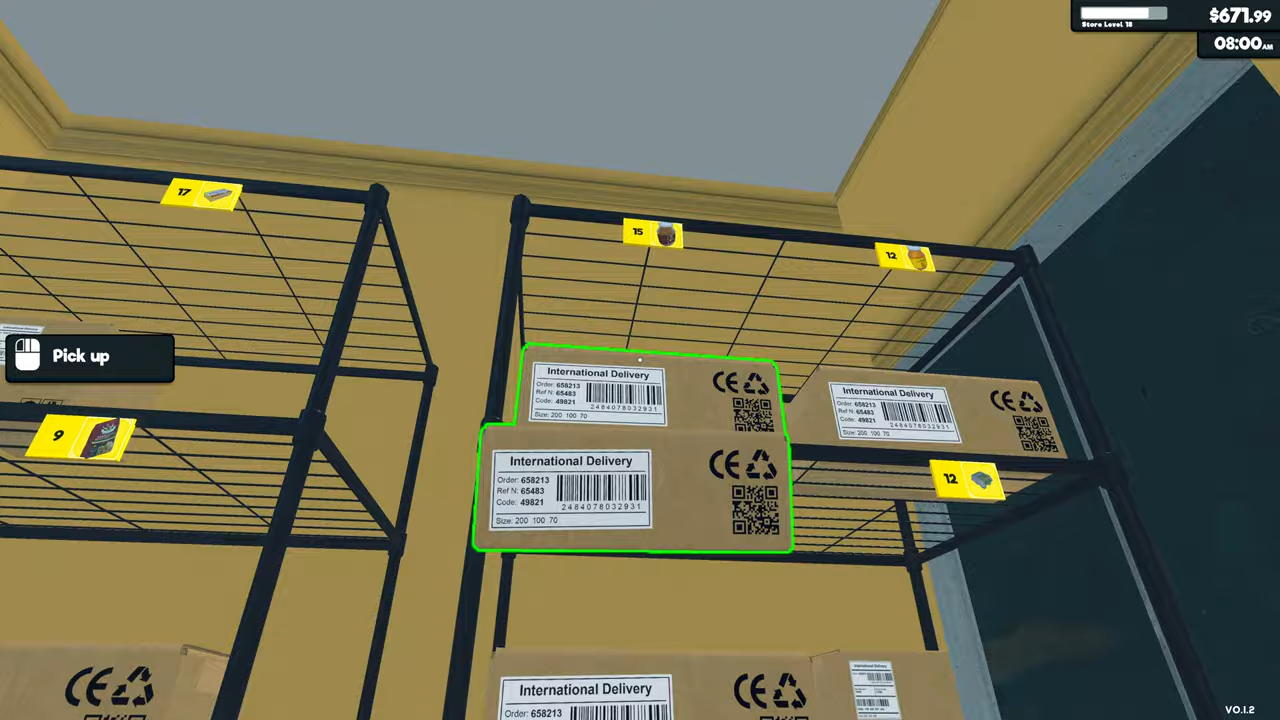 $671.99
Store Level 18
08:00AM
17
15
12
Pick up
International Delivery
Order: 658213
Ref N: 65483
Code: 49821
2484078032931
Size: 200 100 70
CE
International Delivery
Order: 658213
Ref N: 65483
Code: 49821
2484078032931
Size: 200 100 70
CE
9
International Delivery
Order: 658213
Ref N: 65483
Code: 49821
2484078032931
Size: 200 100 70
CE
12
CE
International Delivery
Order: 658213
CE
International Delivery
V0.1.2